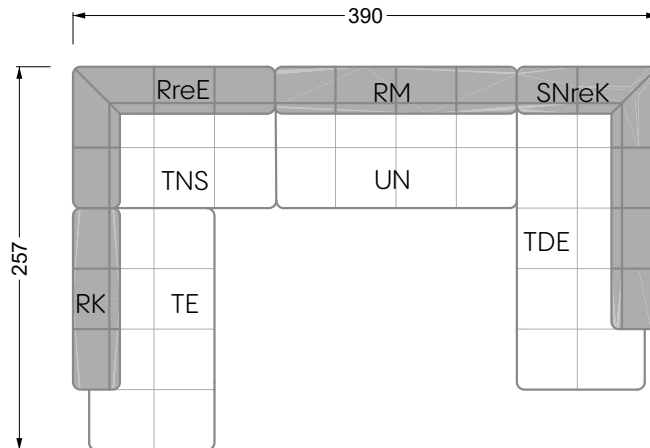 390
RreE RM SNreK
TNS UN
257
TDE
RK TE